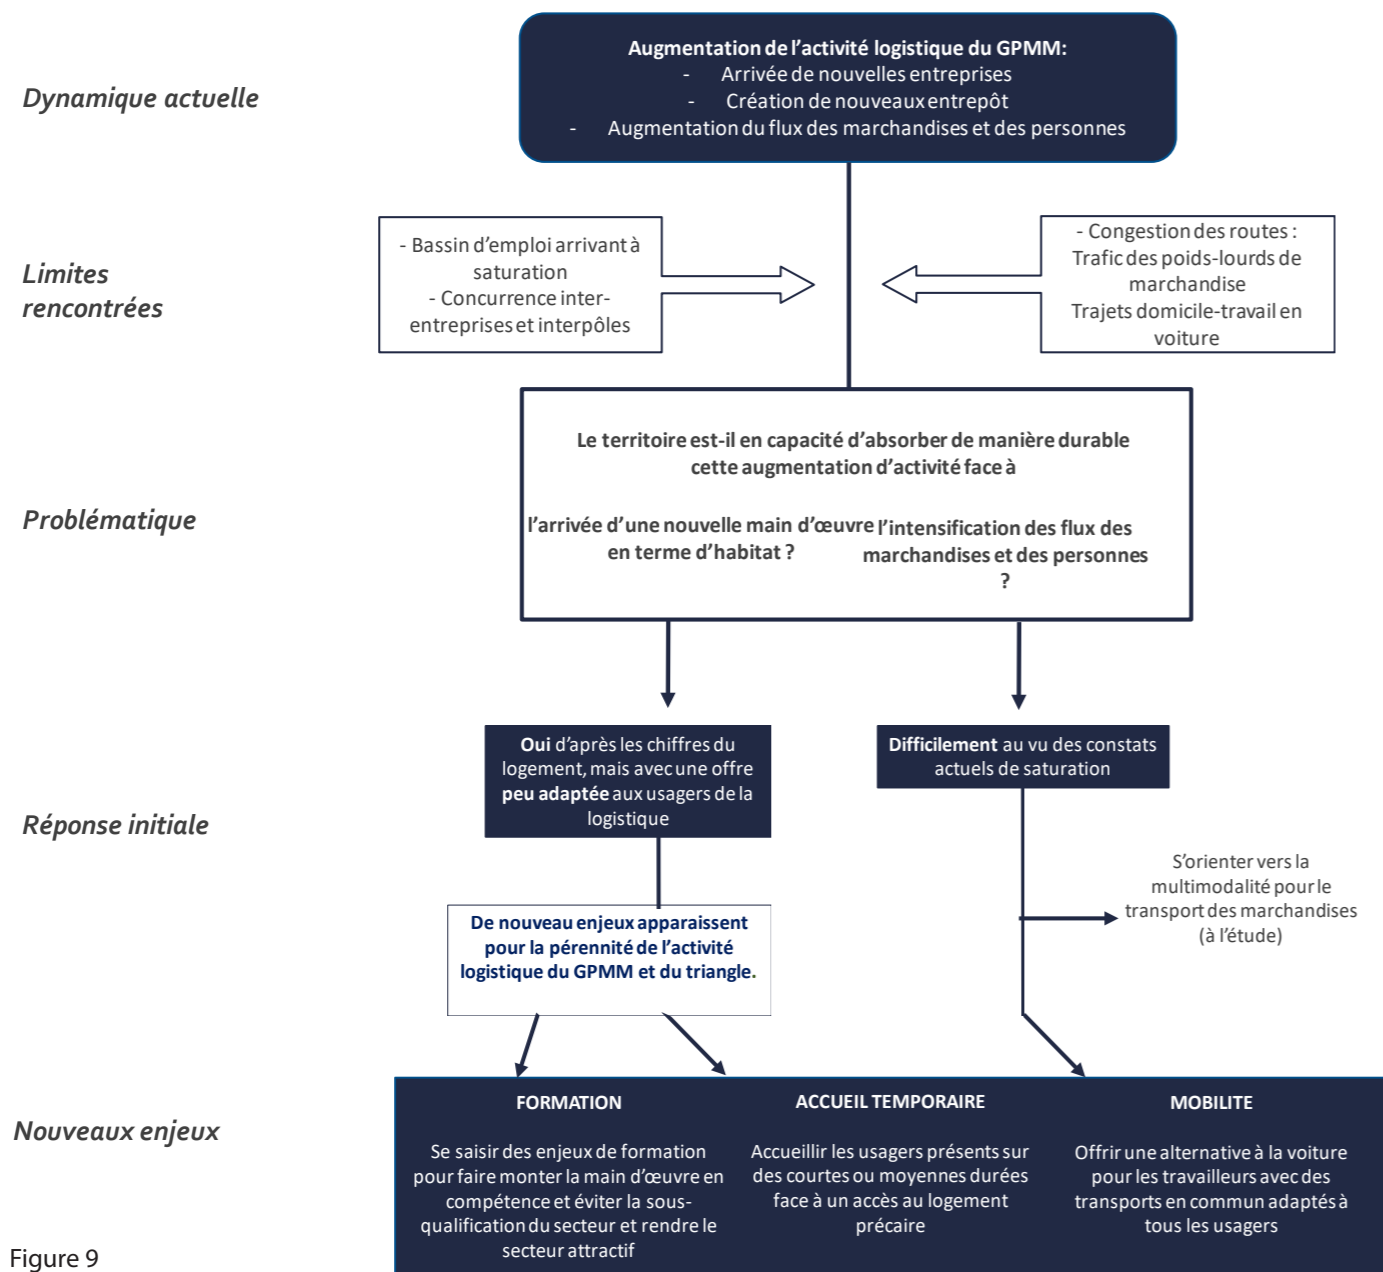 Dynamique actuelle
Augmentation de l’activité logistique du GPMM:
- Arrivée de nouvelles entreprises
- Création de nouveaux entrepôt
- Augmentation du flux des marchandises et des personnes
Limites
rencontrées
- Bassin d’emploi arrivant à
saturation
- Concurrence inter-
entreprises et interpôles
- Congestion des routes :
Trafic des poids-lourds de
marchandise
Trajets domicile-travail en
voiture
Problématique
Le territoire est-il en capacité d’absorber de manière durable
cette augmentation d’activité face à
l’arrivée d’une nouvelle main d’œuvre
en terme d’habitat ?
l’intensification des flux des
marchandises et des personnes
?
Réponse initiale
Oui d’après les chiffres du
logement, mais avec une offre
peu adaptée aux usagers de la
logistique
Difficilement au vu des constats
actuels de saturation
De nouveau enjeux apparaissent
pour la pérennité de l’activité
logistique du GPMM et du triangle.
S’orienter vers la
multimodalité pour le
transport des marchandises
(à l’étude)
Nouveaux enjeux
FORMATION
Se saisir des enjeux de formation
pour faire monter la main d’œuvre en
compétence et éviter la sous-
qualification du secteur et rendre le
secteur attractif
ACCUEIL TEMPORAIRE
Accueillir les usagers présents sur
des courtes ou moyennes durées
face à un accès au logement
précaire
MOBILITE
Offrir une alternative à la voiture
pour les travailleurs avec des
transports en commun adaptés à
tous les usagers
Figure 9